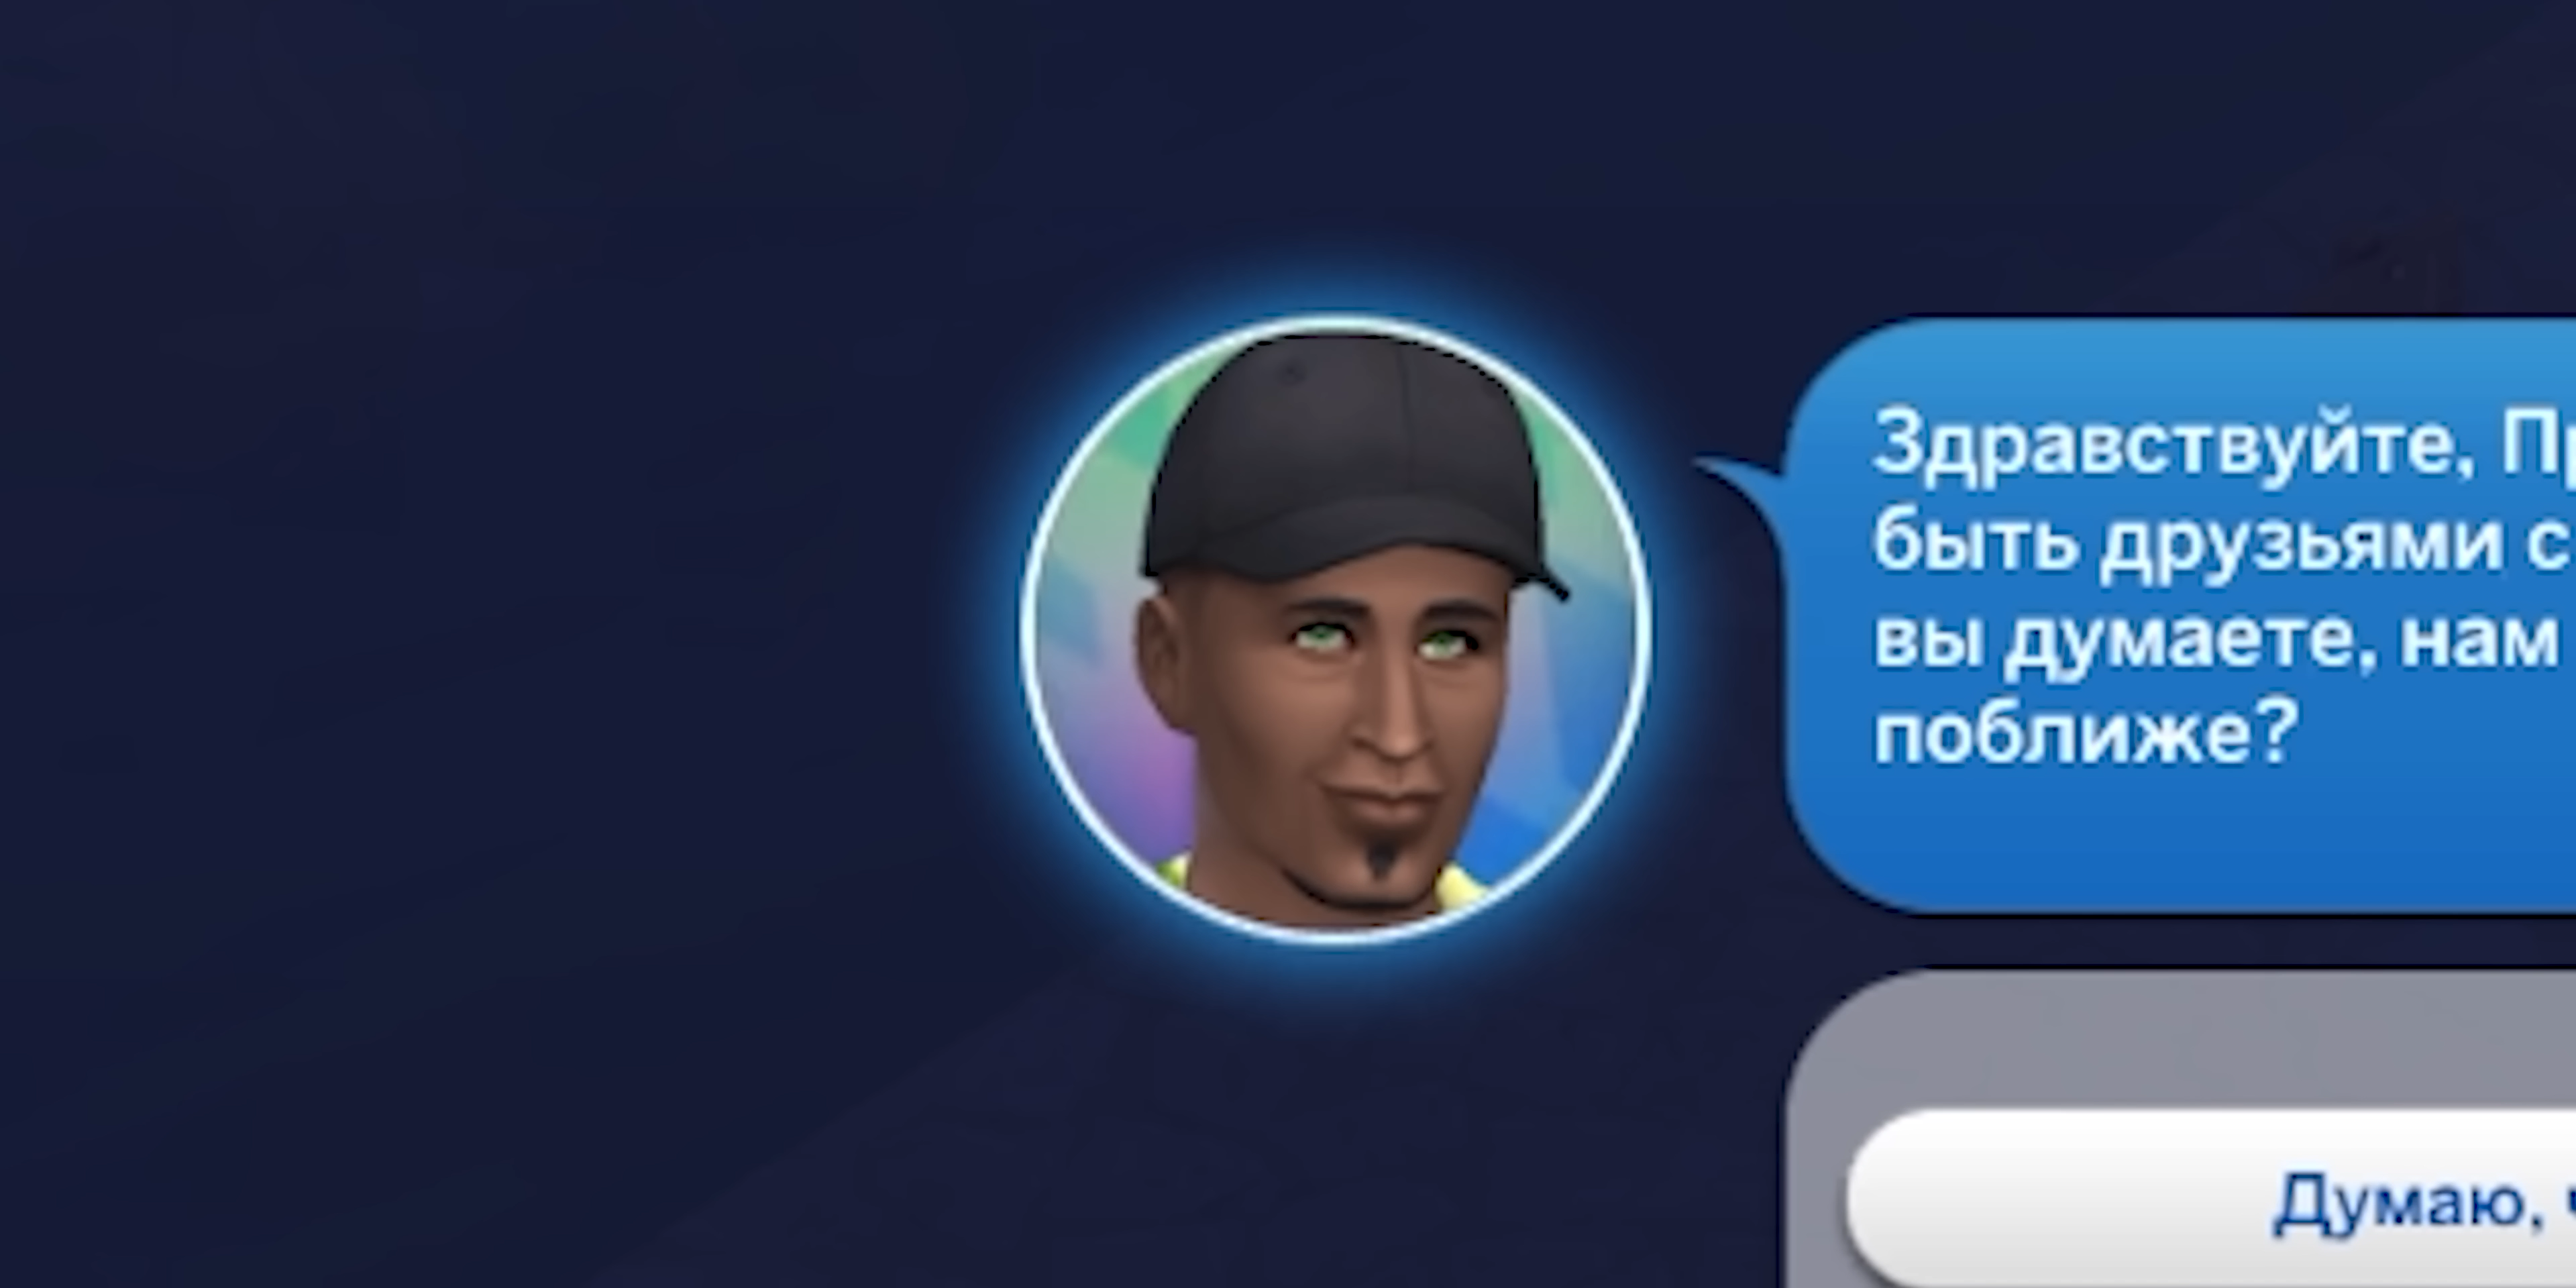 Здравствуйте,
быть друзьями с
вы думаете, нам
поближе?
Думаю,